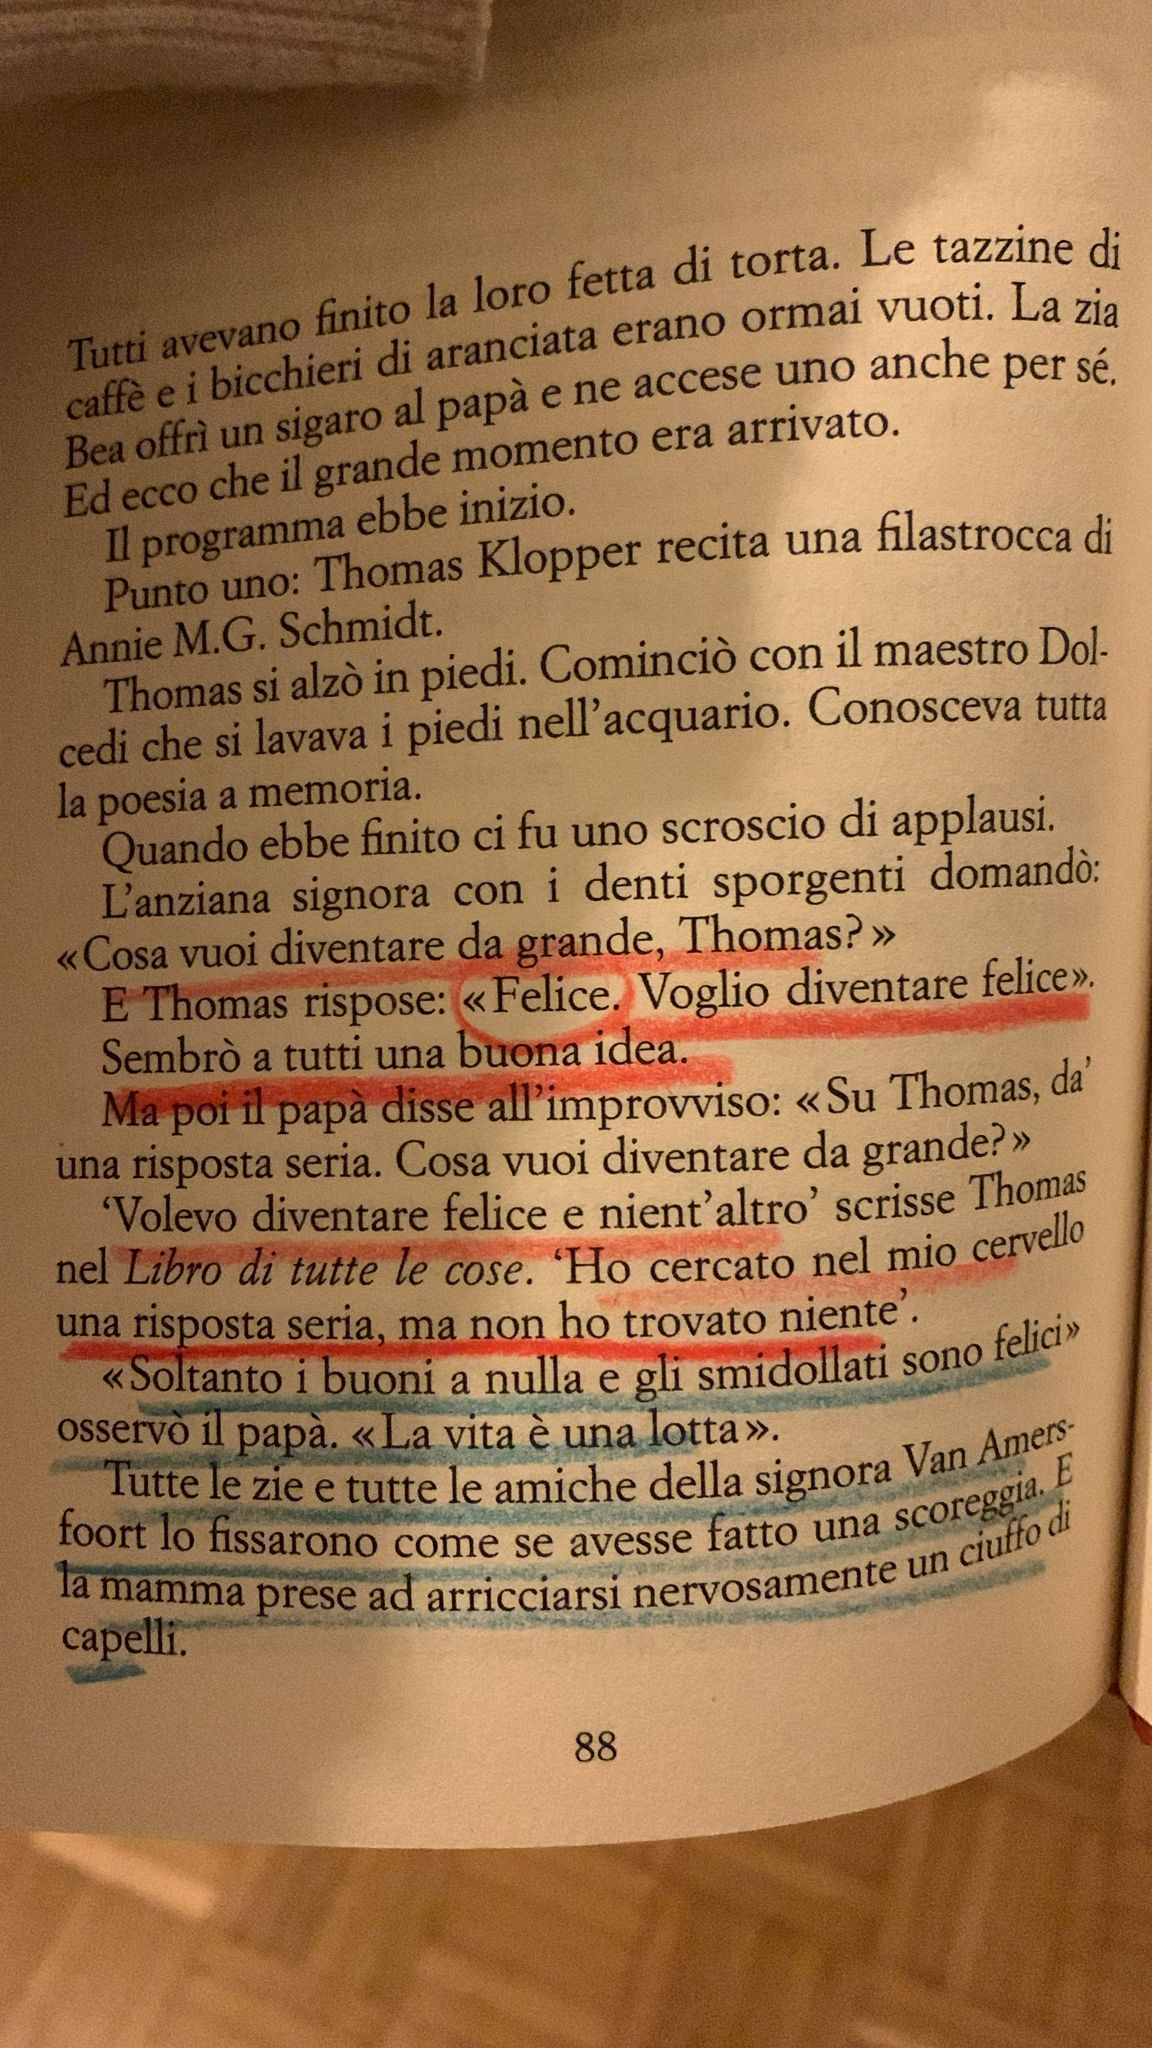 Tutti avevano finito la loro fetta di torta. Le tazzine di
caffè e i bicchieri di aranciata erano ormai vuoti. La zia
Bea offrì un sigaro al papà e ne accese uno anche per sé.
Ed ecco che il grande momento era arrivato.
Il programma ebbe inizio.
Punto uno: Thomas Klopper recita una filastrocca di
Annie M.G. Schmidt.
Thomas si alzò in piedi. Cominciò con il maestro Dol-
cedi che si lavava i piedi nell'acquario. Conosceva tutta
la poesia a memoria.
Quando ebbe finito ci fu uno scroscio di applausi.
L'anziana signora con i denti sporgenti domandò:
«Cosa vuoi diventare da grande, Thomas?»
E Thomas rispose: «Felice. Voglio diventare felice».
Sembrò a tutti una buona idea.
Ma poi il papà disse all'improvviso: «Su Thomas, da'
una risposta seria. Cosa vuoi diventare da grande?»
'Volevo diventare felice e nient'altro' scrisse Thomas
nel Libro di tutte le cose. 'Ho cercato nel mio cervello
una risposta seria, ma non ho trovato niente'.
«Soltanto i buoni a nulla e gli smidollati sono felici»
osservò il papà. «La vita è una lotta».
Tutte le zie e tutte le amiche della signora Van Amers-
foort lo fissarono come se avesse fatto una scoreggia. E
la mamma prese ad arricciarsi nervosamente un ciuffo di
capelli.
88